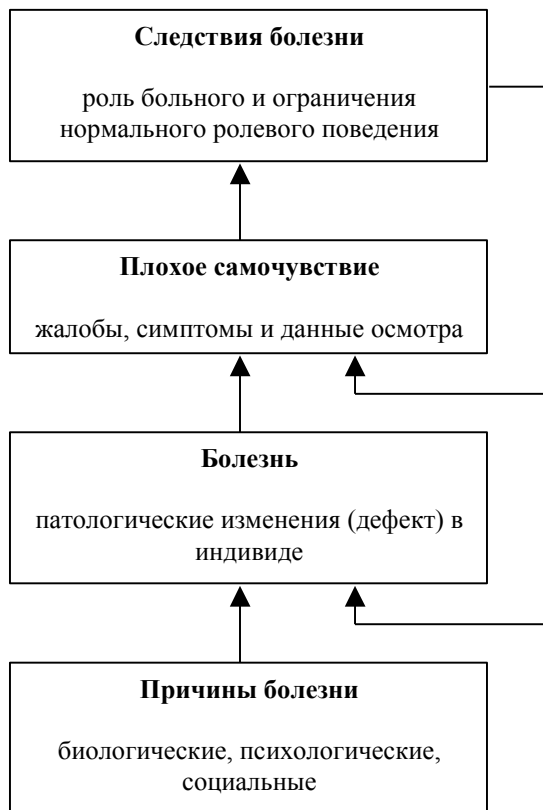 Следствия болезни
роль больного и ограничения
нормального ролевого поведения
Плохое самочувствие
жалобы, симптомы и данные осмотра
Болезнь
патологические изменения (дефект) в
индивиде
Причины болезни
биологические, психологические,
социальные